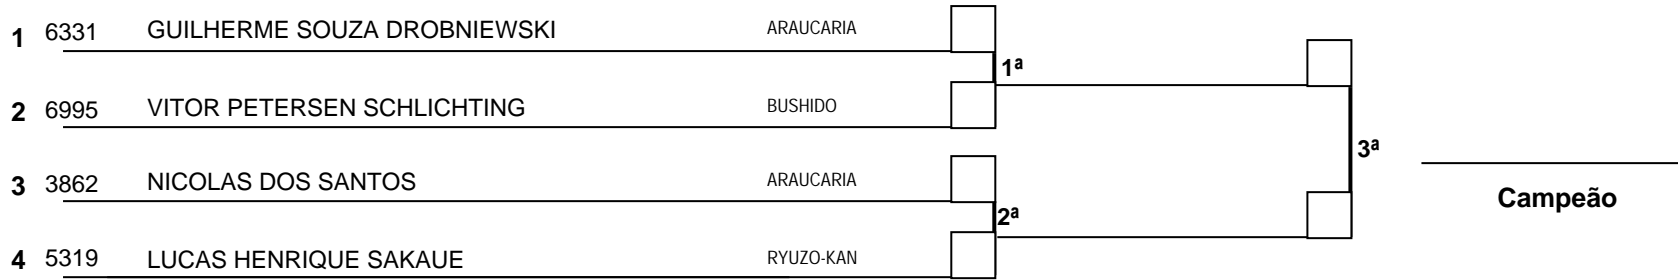 1 6331 GUILHERME SOUZA DROBNIEWSKI ARAUCARIA
1ª
2 6995 VITOR PETERSEN SCHLICHTING BUSHIDO
3ª
3 3862 NICOLAS DOS SANTOS ARAUCARIA
Campeão
2ª
4 5319 LUCAS HENRIQUE SAKAUE RYUZO-KAN